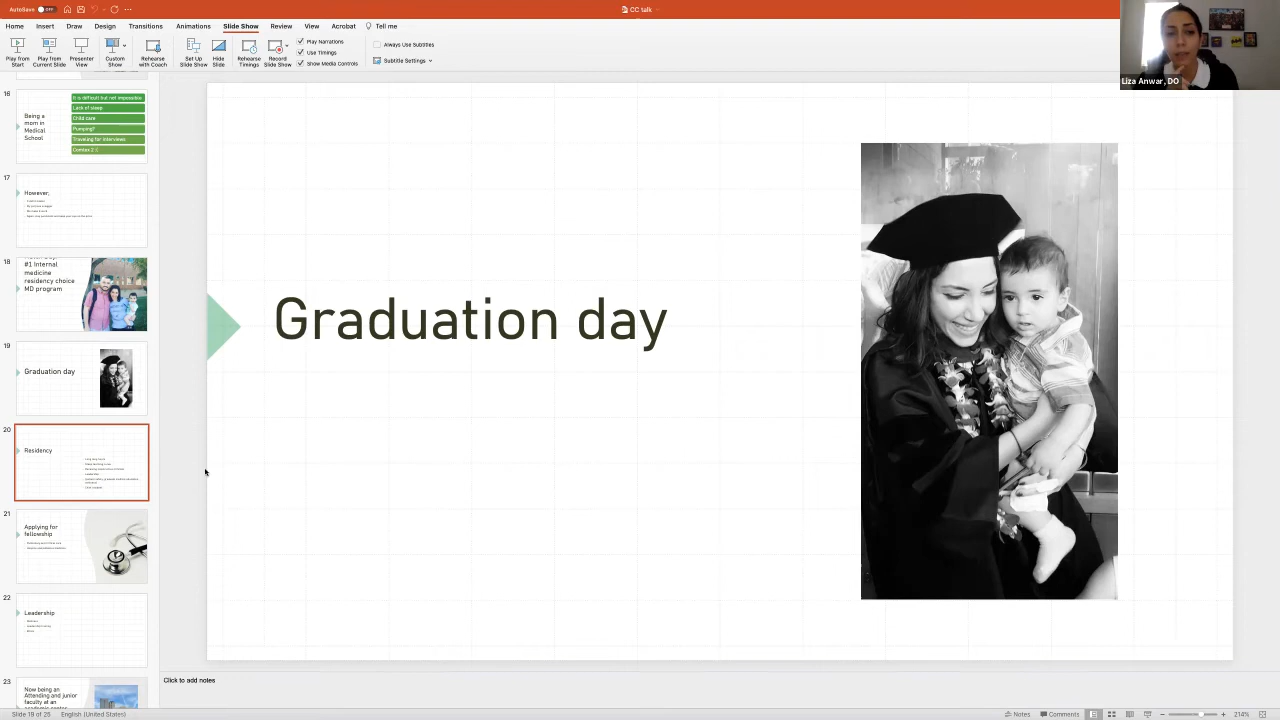 AutoSave OFF
CC talk
Home Insert Draw Design Transitions Animations Slide Show Review View Acrobat Tell me
Play from Start
Play from Current Slide
Presenter View
Custom Show
Rehearse with Coach
Set Up Slide Show
Hide Slide
Rehearse Timings
Record Slide Show
Play Narrations
Use Timings
Show Media Controls
Always Use Subtitles
Subtitle Settings
Liza Anwar, DO
16
Being a
mom in
Medical
School
It is difficult but not impossible
Lack of sleep
Child care
Pumping?
Traveling for interviews
17
However,
18
#1 Internal
medicine
residency choice
MD program
19
Graduation day
20
Residency
21
Applying for
fellowship
22
Leadership
23
Now being an
Attending and junior
faculty at an
Graduation day
Click to add notes
Slide 19 of 26 English (United States)
Notes Comments 214%